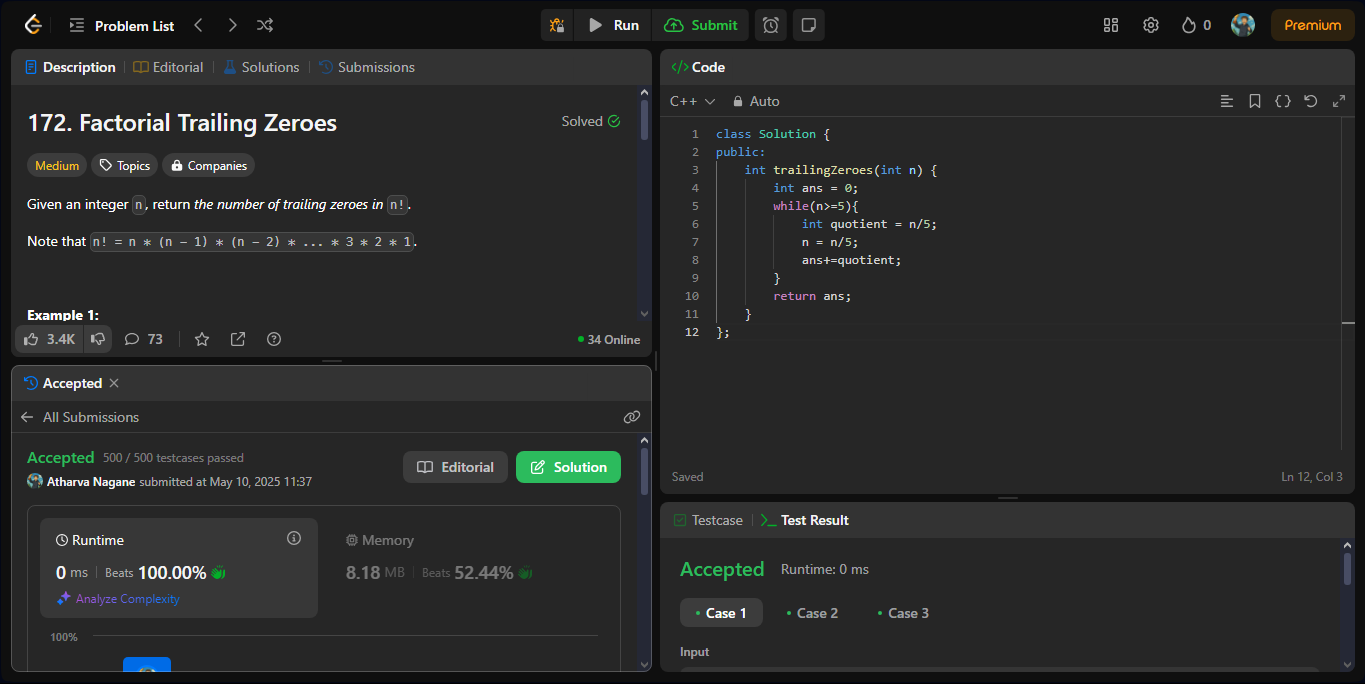 Problem List
Run
Submit
0
Premium
Description
Editorial
Solutions
Submissions
172. Factorial Trailing Zeroes
Solved
Medium
Topics
Companies
Given an integer n, return the number of trailing zeroes in n!.
Note that n! = n * (n - 1) * (n - 2) * ... * 3 * 2 * 1.
Example 1:
3.4K
73
34 Online
Accepted
All Submissions
Accepted 500 / 500 testcases passed
Atharva Nagane submitted at May 10, 2025 11:37
Editorial
Solution
Runtime
0 ms Beats 100.00%
Analyze Complexity
Memory
8.18 MB Beats 52.44%
100%
</> Code
C++
Auto
1 class Solution {
2 public:
3 int trailingZeroes(int n) {
4 int ans = 0;
5 while(n>=5){
6 int quotient = n/5;
7 n = n/5;
8 ans+=quotient;
9 }
10 return ans;
11 }
12 };
Saved
Ln 12, Col 3
Testcase
Test Result
Accepted Runtime: 0 ms
Case 1
Case 2
Case 3
Input